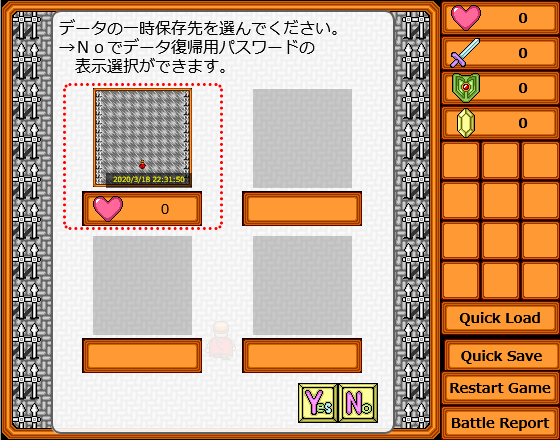 データの一時保存先を選んでください。
→Ｎｏでデータ復帰用パスワードの
表示選択ができます。
2020/3/18 22:31:50
0
Yes No
0
0
0
0
Quick Load
Quick Save
Restart Game
Battle Report